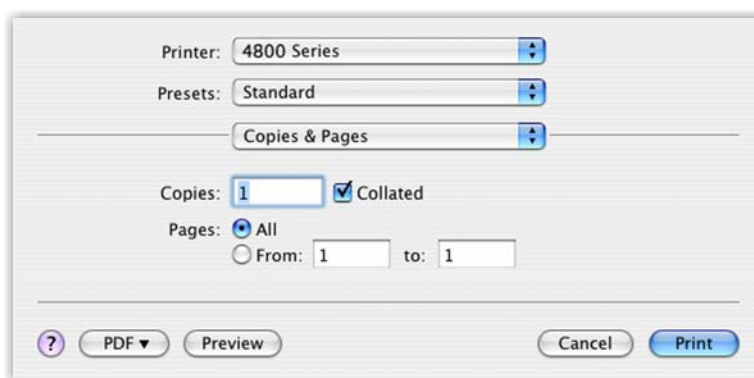 Printer: 4800 Series
Presets: Standard
Copies & Pages
Copies: 1 Collated
Pages: All
From: 1 to: 1
? PDF▼ Preview Cancel Print